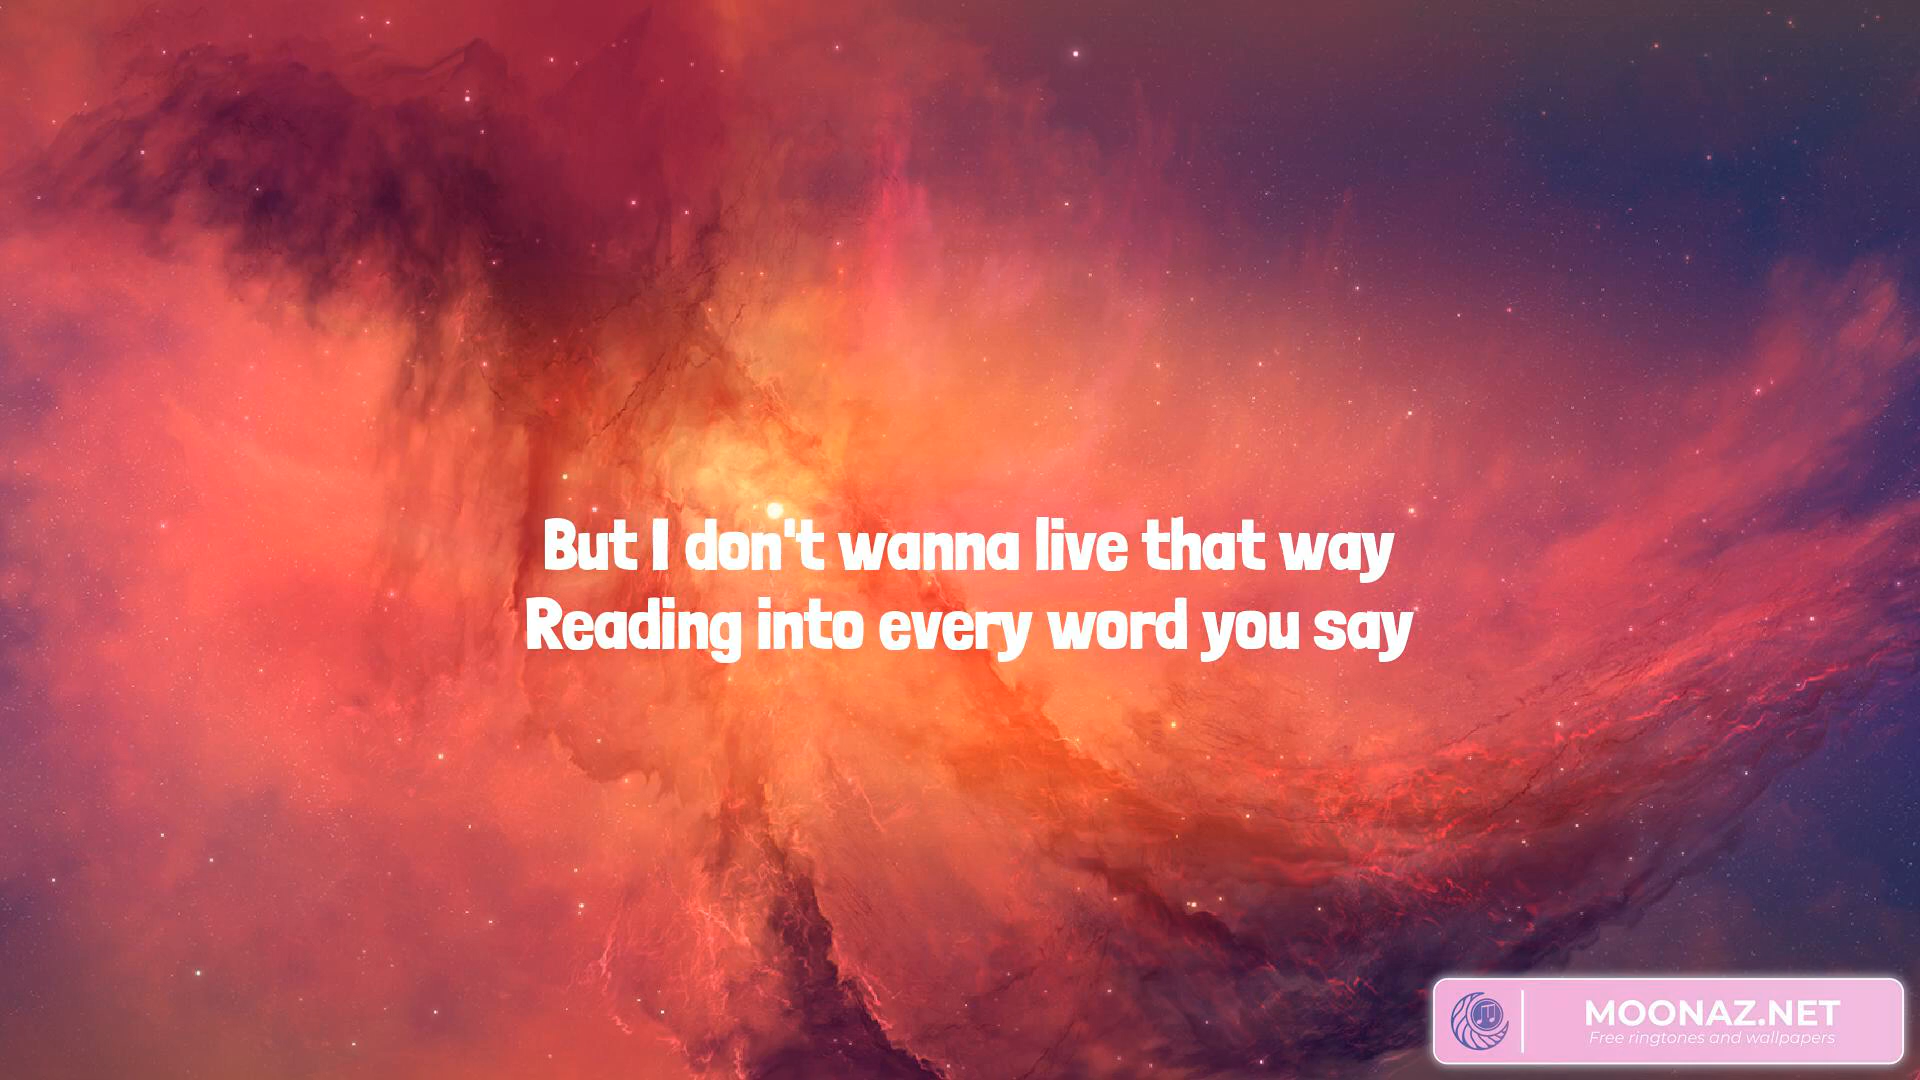 But I don't wanna live that way
Reading into every word you say
MOONAZ.NET
Free ringtones and wallpapers